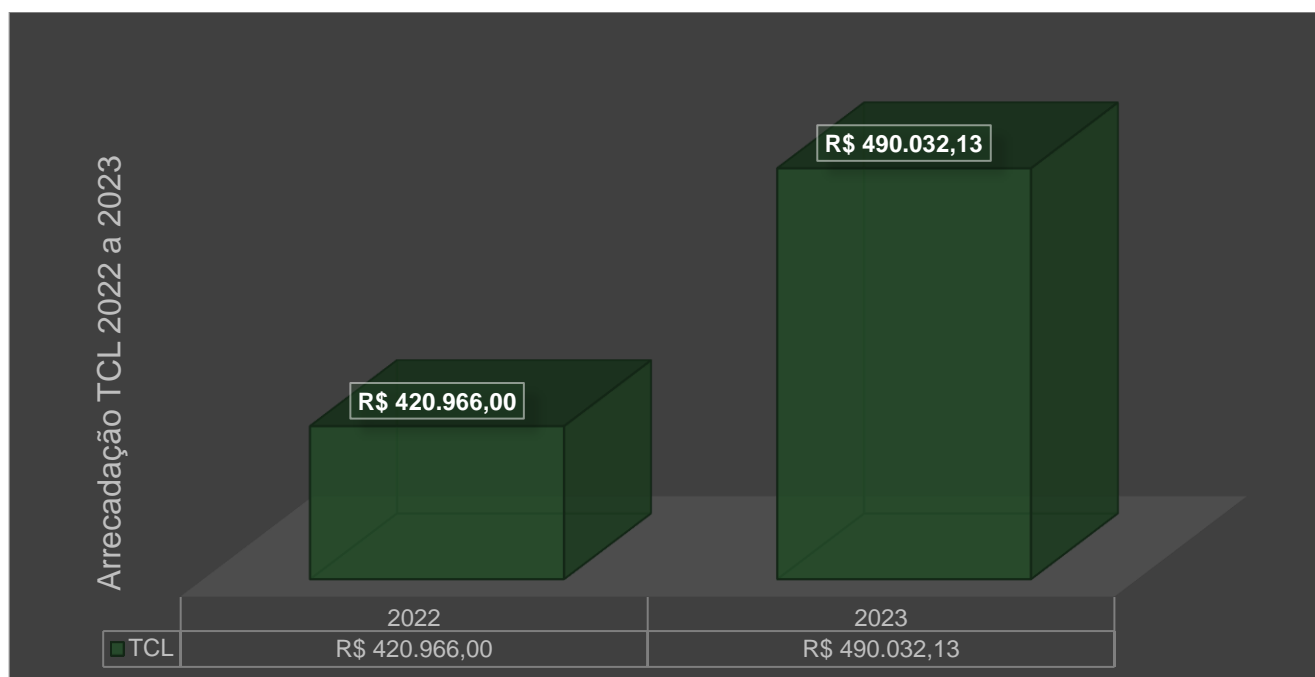 Arrecadação TCL 2022 a 2023
R$ 420.966,00
R$ 490.032,13
2022 2023
TCL R$ 420.966,00 R$ 490.032,13